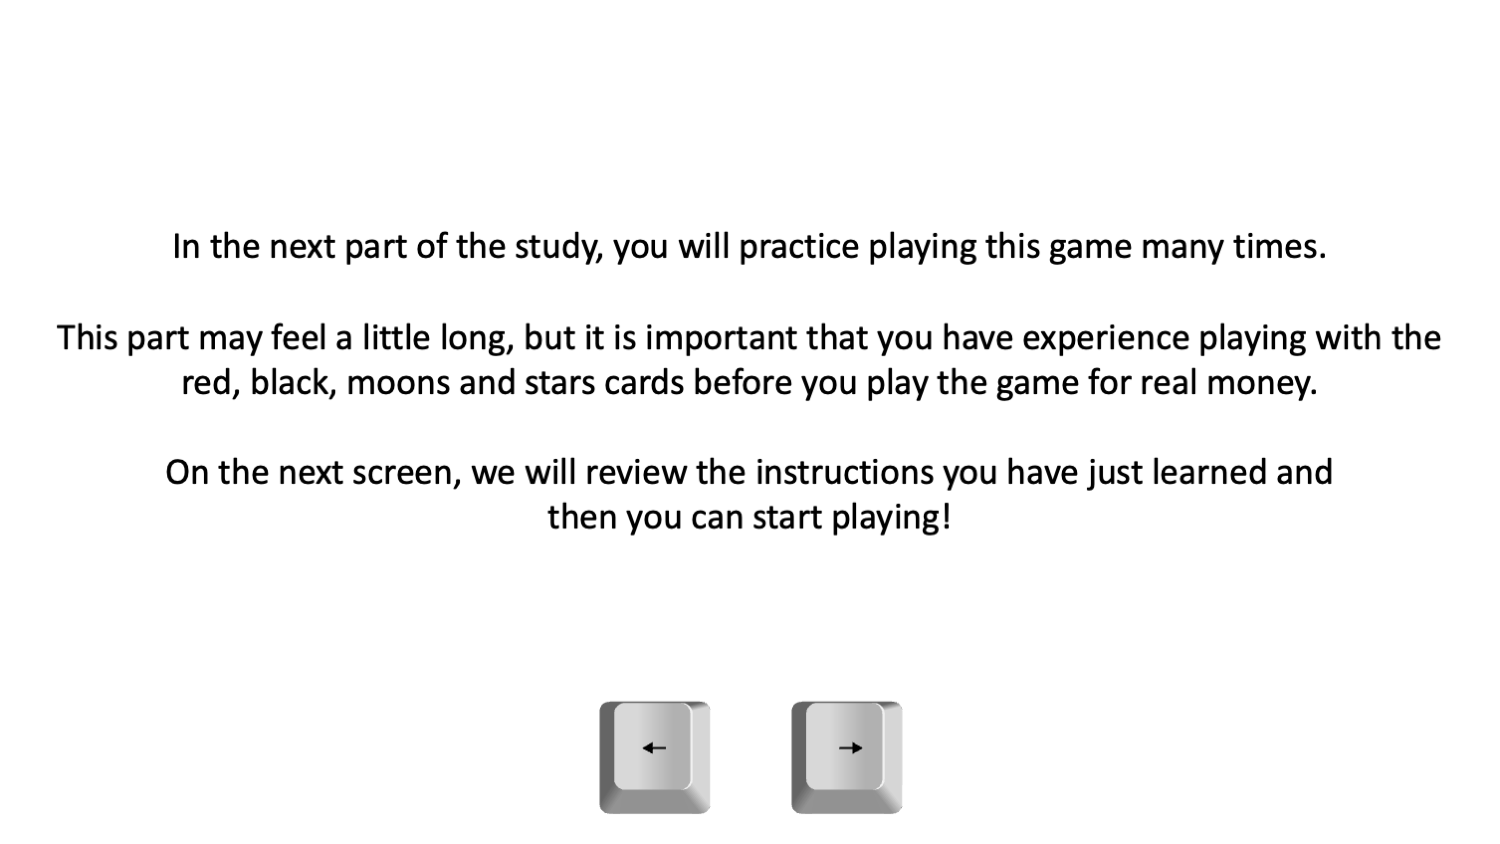 In the next part of the study, you will practice playing this game many times.
This part may feel a little long, but it is important that you have experience playing with the
red, black, moons and stars cards before you play the game for real money.
On the next screen, we will review the instructions you have just learned and
then you can start playing!
← →